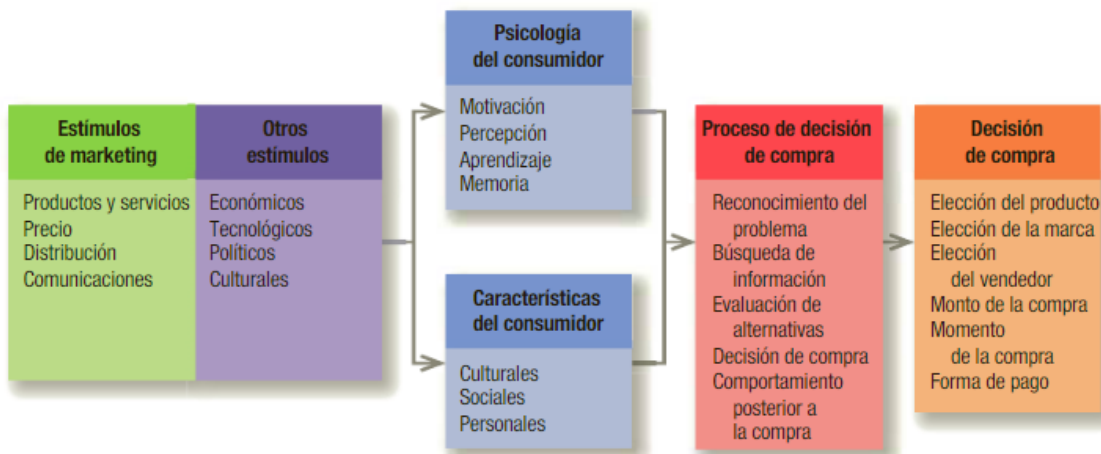 Estímulos
de marketing
Productos y servicios
Precio
Distribución
Comunicaciones
Otros
estímulos
Económicos
Tecnológicos
Políticos
Culturales
Psicología
del consumidor
Motivación
Percepción
Aprendizaje
Memoria
Características
del consumidor
Culturales
Sociales
Personales
Proceso de decisión
de compra
Reconocimiento del
problema
Búsqueda de
información
Evaluación de
alternativas
Decisión de compra
Comportamiento
posterior a
la compra
Decisión
de compra
Elección del producto
Elección de la marca
Elección
del vendedor
Monto de la compra
Momento
de la compra
Forma de pago